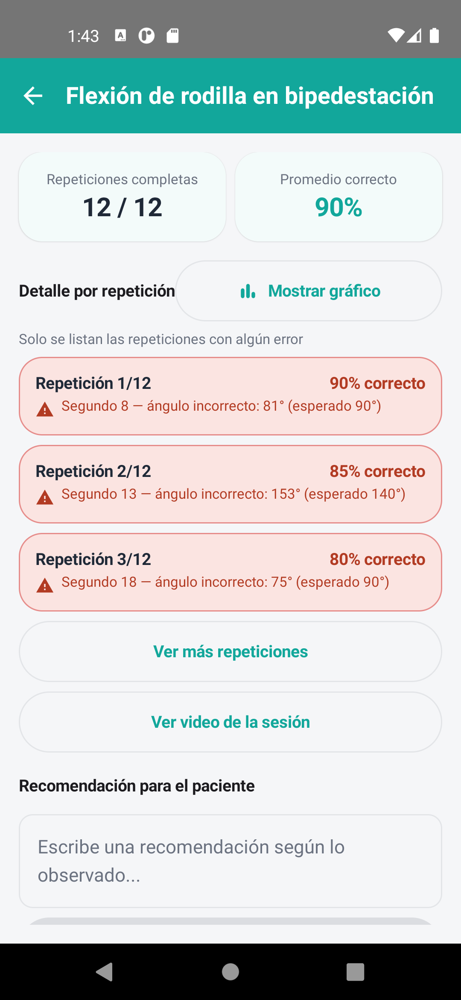 1:43
Flexión de rodilla en bipedestación
Repeticiones completas
12 / 12
Promedio correcto
90%
Detalle por repetición
Mostrar gráfico
Solo se listan las repeticiones con algún error
Repetición 1/12
90% correcto
Segundo 8 — ángulo incorrecto: 81° (esperado 90°)
Repetición 2/12
85% correcto
Segundo 13 — ángulo incorrecto: 153° (esperado 140°)
Repetición 3/12
80% correcto
Segundo 18 — ángulo incorrecto: 75° (esperado 90°)
Ver más repeticiones
Ver video de la sesión
Recomendación para el paciente
Escribe una recomendación según lo
observado...